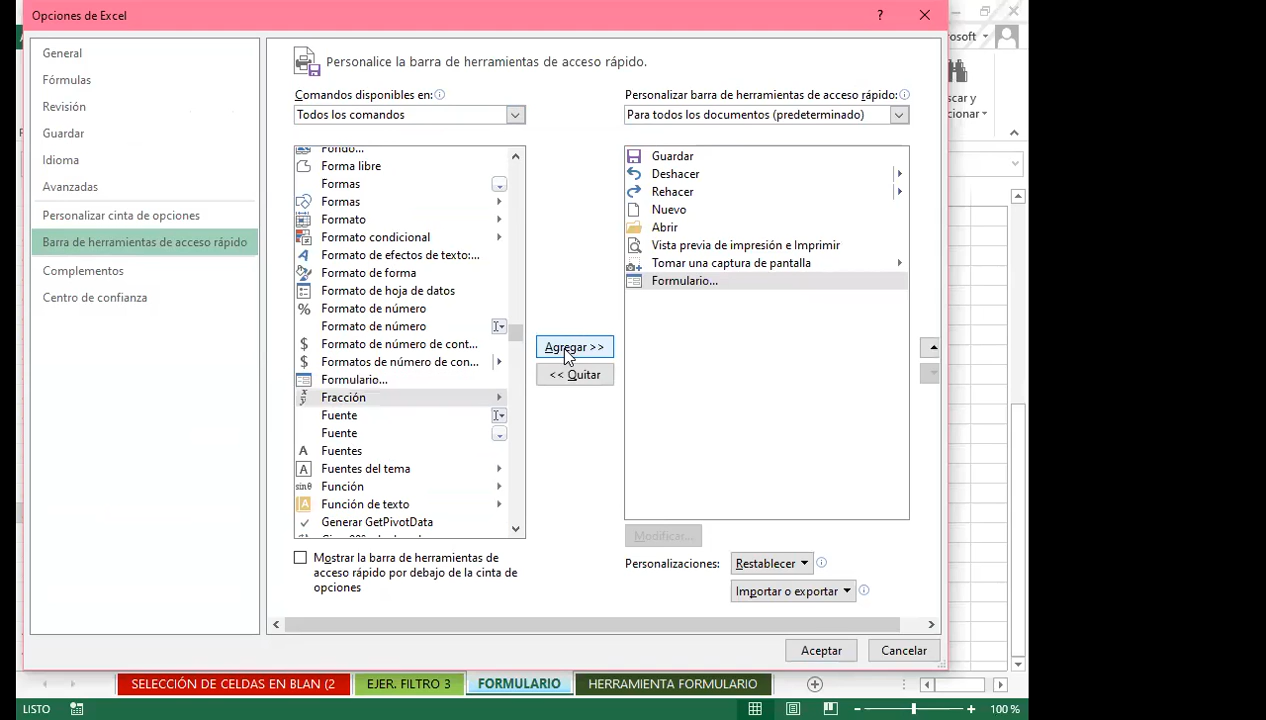 Opciones de Excel
?
General
Fórmulas
Revisión
Guardar
Idioma
Avanzadas
Personalizar cinta de opciones
Barra de herramientas de acceso rápido
Complementos
Centro de confianza
Personalice la barra de herramientas de acceso rápido.
Comandos disponibles en:
Todos los comandos
Fondo...
Forma libre
Formas
Formas
Formato
Formato condicional
Formato de efectos de texto:...
Formato de forma
Formato de hoja de datos
Formato de número
Formato de número
Formato de número de cont...
Formatos de número de con...
Formulario...
Fracción
Fuente
Fuente
Fuentes
Fuentes del tema
Función
Función de texto
Generar GetPivotData
Mostrar la barra de herramientas de
acceso rápido por debajo de la cinta de
opciones
Agregar >>
<< Quitar
Personalizar barra de herramientas de acceso rápido:
Para todos los documentos (predeterminado)
Guardar
Deshacer
Rehacer
Nuevo
Abrir
Vista previa de impresión e Imprimir
Tomar una captura de pantalla
Formulario...
Modificar...
Personalizaciones:
Restablecer
Importar o exportar
Aceptar
Cancelar
osoft
scar y
cionar
SELECCIÓN DE CELDAS EN BLAN (2
EJER. FILTRO 3
FORMULARIO
HERRAMIENTA FORMULARIO
LISTO
100 %